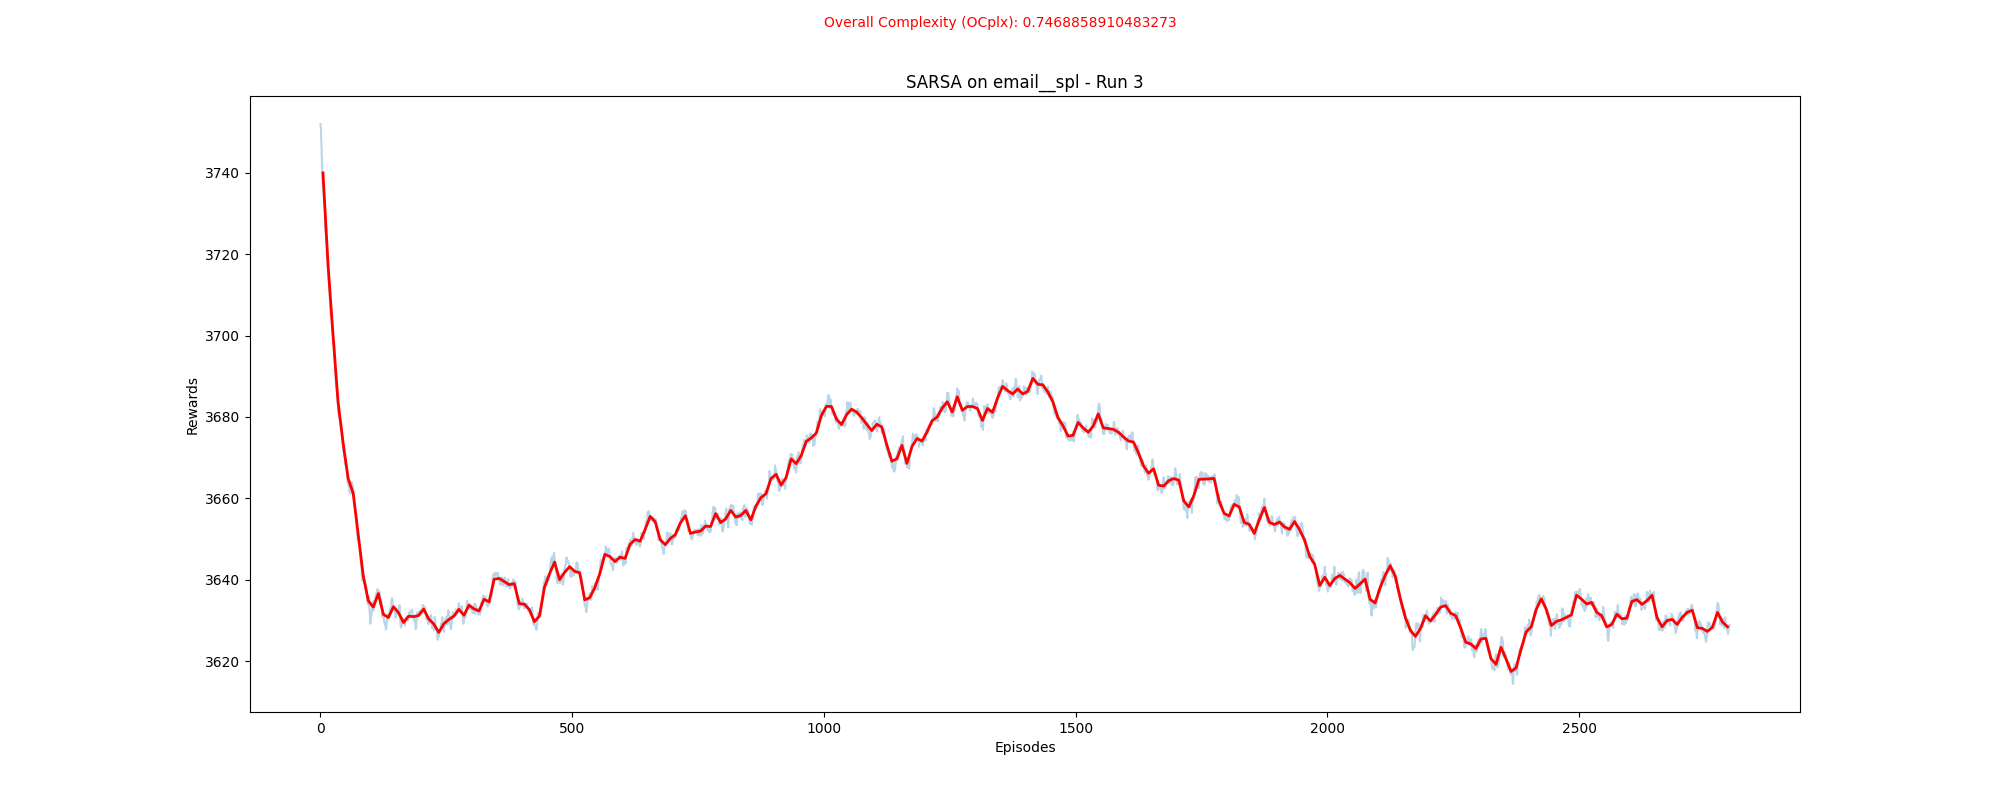 Overall Complexity (OCplx): 0.7468858910483273
SARSA on email__spl - Run 3
3740
3720
3700
3680
3660
3640
3620
Rewards
0 500 1000 1500 2000 2500
Episodes